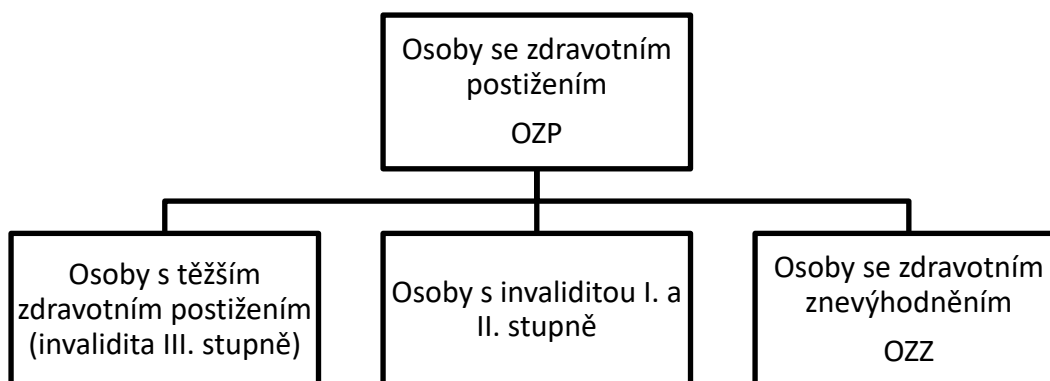 Osoby se zdravotním
postižením
OZP
Osoby s těžším
zdravotním postižením
(invalidita III. stupně)
Osoby s invaliditou I. a
II. stupně
Osoby se zdravotním
znevýhodněním
OZZ